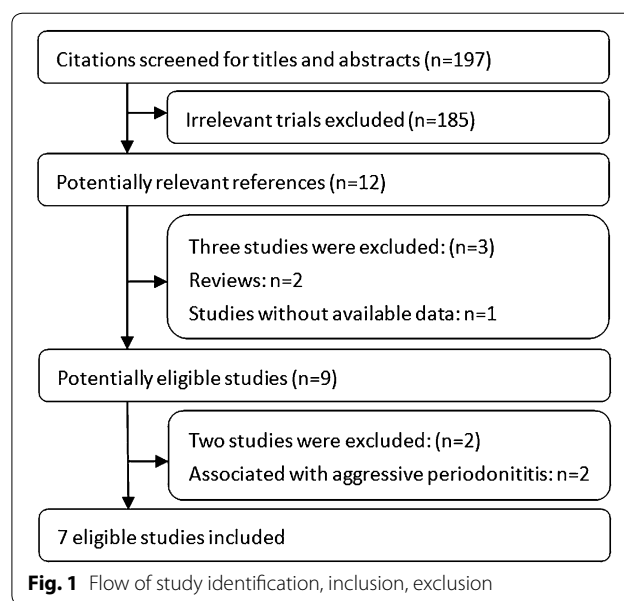 Citations screened for titles and abstracts (n=197)
Irrelevant trials excluded (n=185)
Potentially relevant references (n=12)
Three studies were excluded: (n=3)
Reviews: n=2
Studies without available data: n=1
Potentially eligible studies (n=9)
Two studies were excluded: (n=2)
Associated with aggressive periodonititis: n=2
7 eligible studies included
Fig. 1 Flow of study identification, inclusion, exclusion